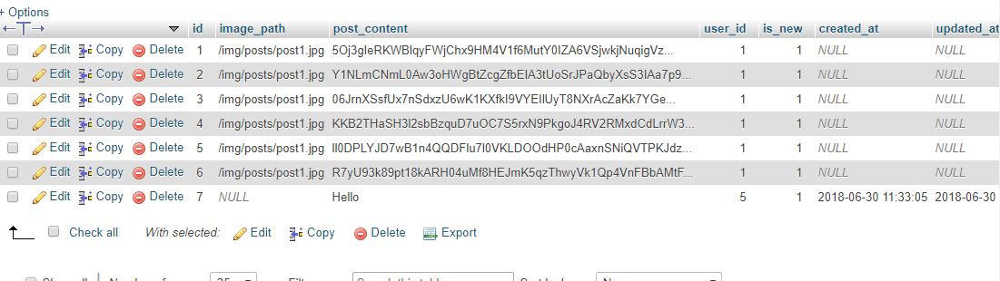 + Options
id image_path post_content user_id is_new created_at updated_at
Edit Copy Delete 1 /img/posts/post1.jpg 5Oj3gleRKWBlqyFWjChx9HM4V1f6MutY0IZA6VSjwkjNuqigVz... 1 1 NULL NULL
Edit Copy Delete 2 /img/posts/post1.jpg Y1NLmCNmL0Aw3oHWgBtZcgZfbEIA3tUoSrJPaQbyXsS3IAa7p9... 1 1 NULL NULL
Edit Copy Delete 3 /img/posts/post1.jpg 06JrnXSsfUx7nSdxzU6wK1KXfkI9VYEIlUyT8NXrAcZaKk7YGe... 1 1 NULL NULL
Edit Copy Delete 4 /img/posts/post1.jpg KKB2THaSH3l2sbBzquD7uOC7S5rxN9PkgoJ4RV2RMxdCdLrrW3... 1 1 NULL NULL
Edit Copy Delete 5 /img/posts/post1.jpg Il0DPLYJD7wB1n4QQDFlu7l0VKLDOOdHP0cAaxnSNiQVTPKJdz... 1 1 NULL NULL
Edit Copy Delete 6 /img/posts/post1.jpg R7yU93k89pt18kARH04uMf8HEJmK5qzThwyVk1Qp4VnFBbAMtF... 1 1 NULL NULL
Edit Copy Delete 7 NULL Hello 5 1 2018-06-30 11:33:05 2018-06-30
Check all With selected: Edit Copy Delete Export